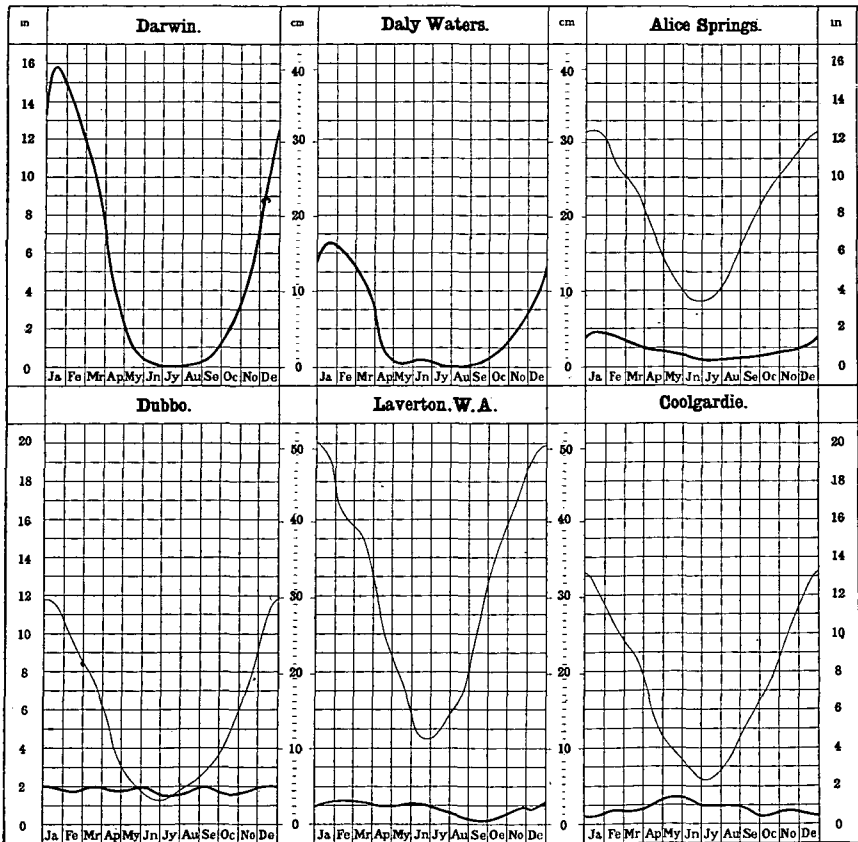 in Darwin. cm Daly Waters. Alice Springs. in
16 40 40 16
14 14
12 30 30 12
10 10
8 20 20 8
6 6
4 10 10 4
2 2
0 0 0 0
Ja Fe Mr Ap My Jn Jy Au Se Oc No De Ja Fe Mr Ap My Jn Jy Au Se Oc No De Ja Fe Mr Ap My Jn Jy Au Se Oc No De
Dubbo. Laverton. W.A. Coolgardie.
20 50 50 20
18 18
16 40 40 16
14 14
12 30 30 12
10 10
8 20 20 8
6 6
4 10 10 4
2 2
0 0 0 0
Ja Fe Mr Ap My Jn Jy Au Se Oc No De Ja Fe Mr Ap My Jn Jy Au Se Oe No De Ja Fe Mr Ap My Jn Jy Au Se Oc No De